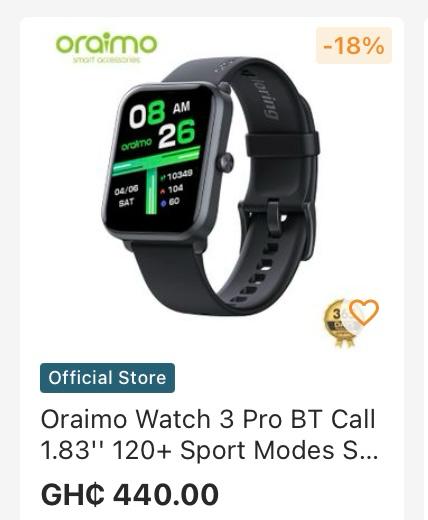 oraimo
smart accessories
-18%
08 AM
oraimo 26
10349
04/06 104
SAT 60
Official Store
Oraimo Watch 3 Pro BT Call
1.83'' 120+ Sport Modes S...
GH₵ 440.00